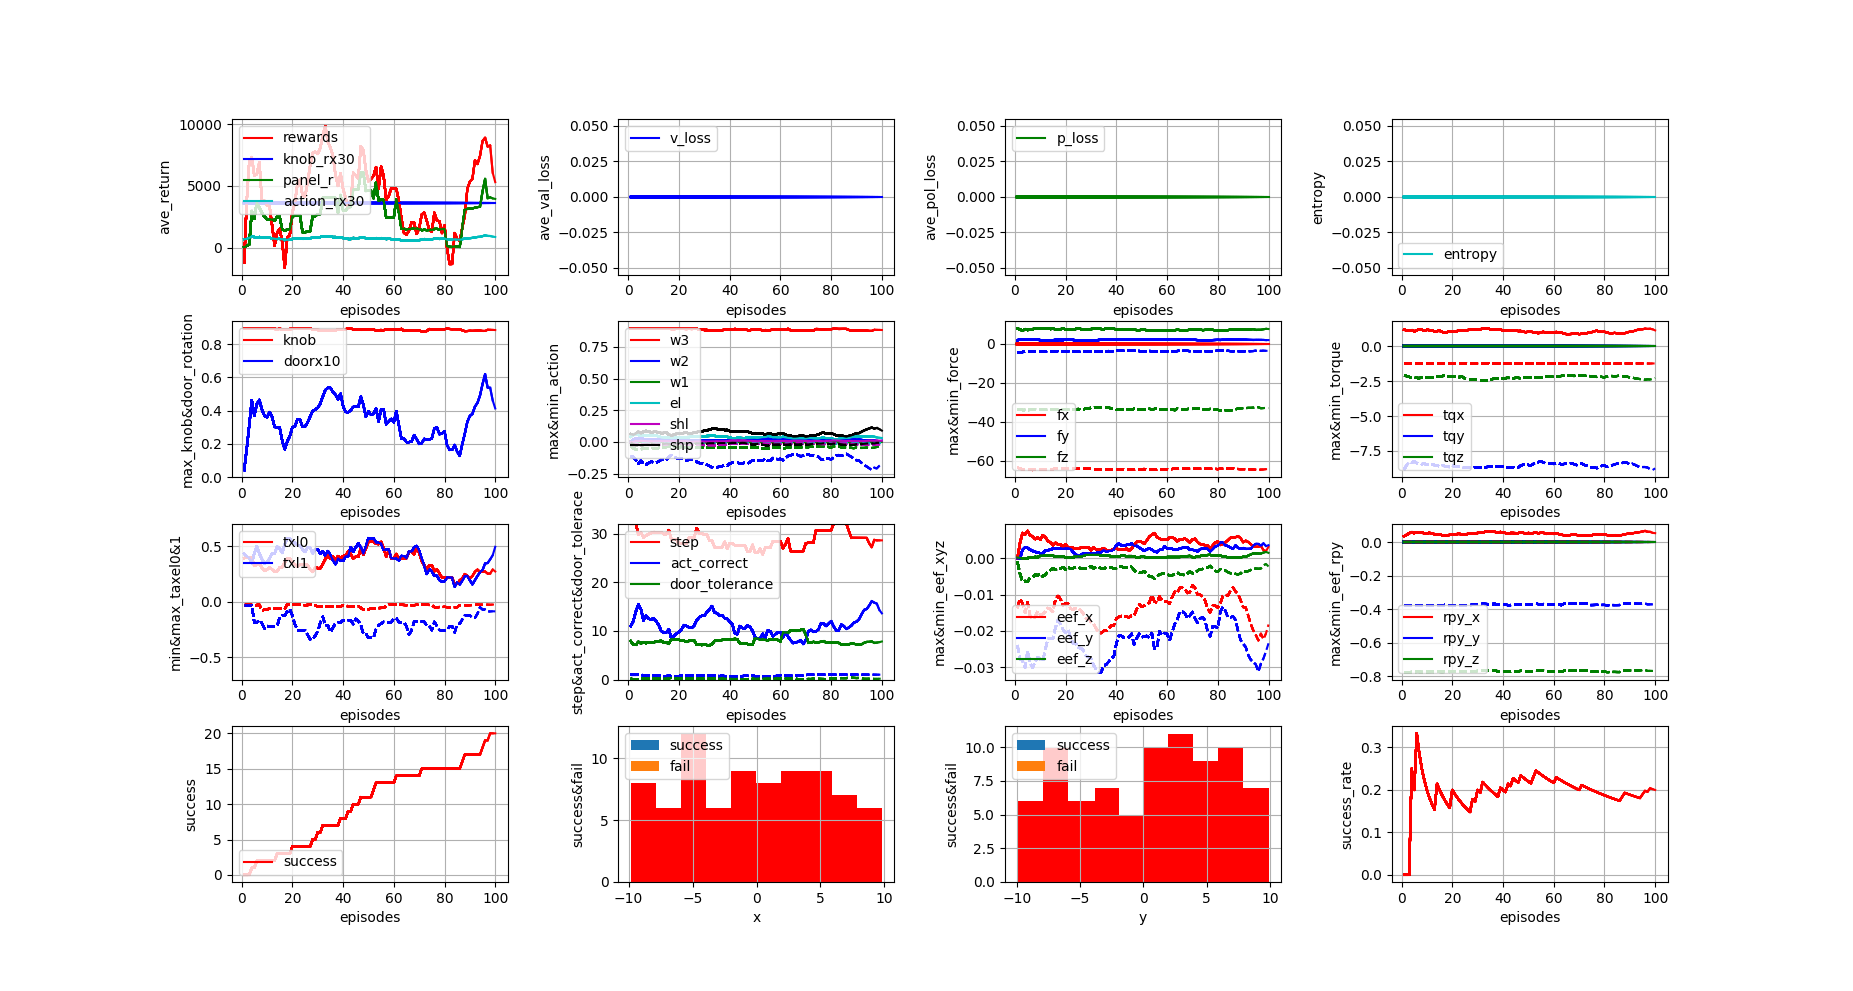 ave_return
10000
5000
0
rewards
knob_rx30
panel_r
action_rx30
0 20 40 60 80 100
episodes
ave_val_loss
0.050
0.025
0.000
−0.025
−0.050
v_loss
0 20 40 60 80 100
episodes
ave_pol_loss
0.050
0.025
0.000
−0.025
−0.050
p_loss
0 20 40 60 80 100
episodes
entropy
0.050
0.025
0.000
−0.025
−0.050
entropy
0 20 40 60 80 100
episodes
max_knob&door_rotation
0.8
0.6
0.4
0.2
0.0
knob
doorx10
0 20 40 60 80 100
episodes
max&min_action
0.75
0.50
0.25
0.00
−0.25
w3
w2
w1
el
shl
shp
0 20 40 60 80 100
episodes
max&min_force
0
−20
−40
−60
fx
fy
fz
0 20 40 60 80 100
episodes
max&min_torque
0.0
−2.5
−5.0
−7.5
tqx
tqy
tqz
0 20 40 60 80 100
episodes
min&max_taxel0&1
0.5
0.0
−0.5
txl0
txl1
0 20 40 60 80 100
episodes
step&act_correct&door_tolerace
30
20
10
0
step
act_correct
door_tolerance
0 20 40 60 80 100
episodes
max&min_eef_xyz
0.00
−0.01
−0.02
−0.03
eef_x
eef_y
eef_z
0 20 40 60 80 100
episodes
max&min_eef_rpy
0.0
−0.2
−0.4
−0.6
−0.8
rpy_x
rpy_y
rpy_z
0 20 40 60 80 100
episodes
success
20
15
10
5
0
success
0 20 40 60 80 100
episodes
success&fail
10
5
0
success
fail
−10 −5 0 5 10
x
success&fail
10.0
7.5
5.0
2.5
0.0
success
fail
−10 −5 0 5 10
y
success_rate
0.3
0.2
0.1
0.0
0 20 40 60 80 100
episodes